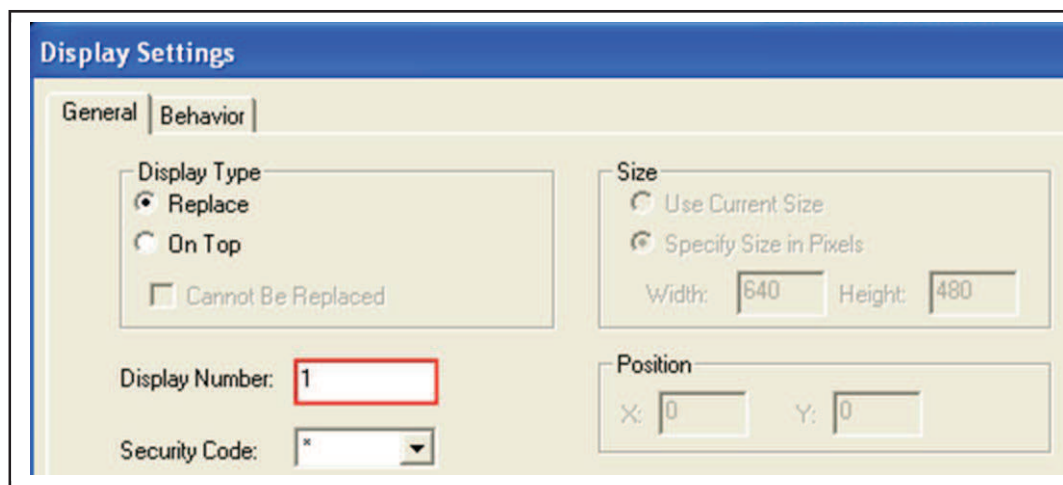 Display Settings
General Behavior
Display Type
Replace
On Top
Cannot Be Replaced
Size
Use Current Size
Specify Size in Pixels
Width: 640 Height: 480
Display Number: 1
Security Code: *
Position
X: 0 Y: 0